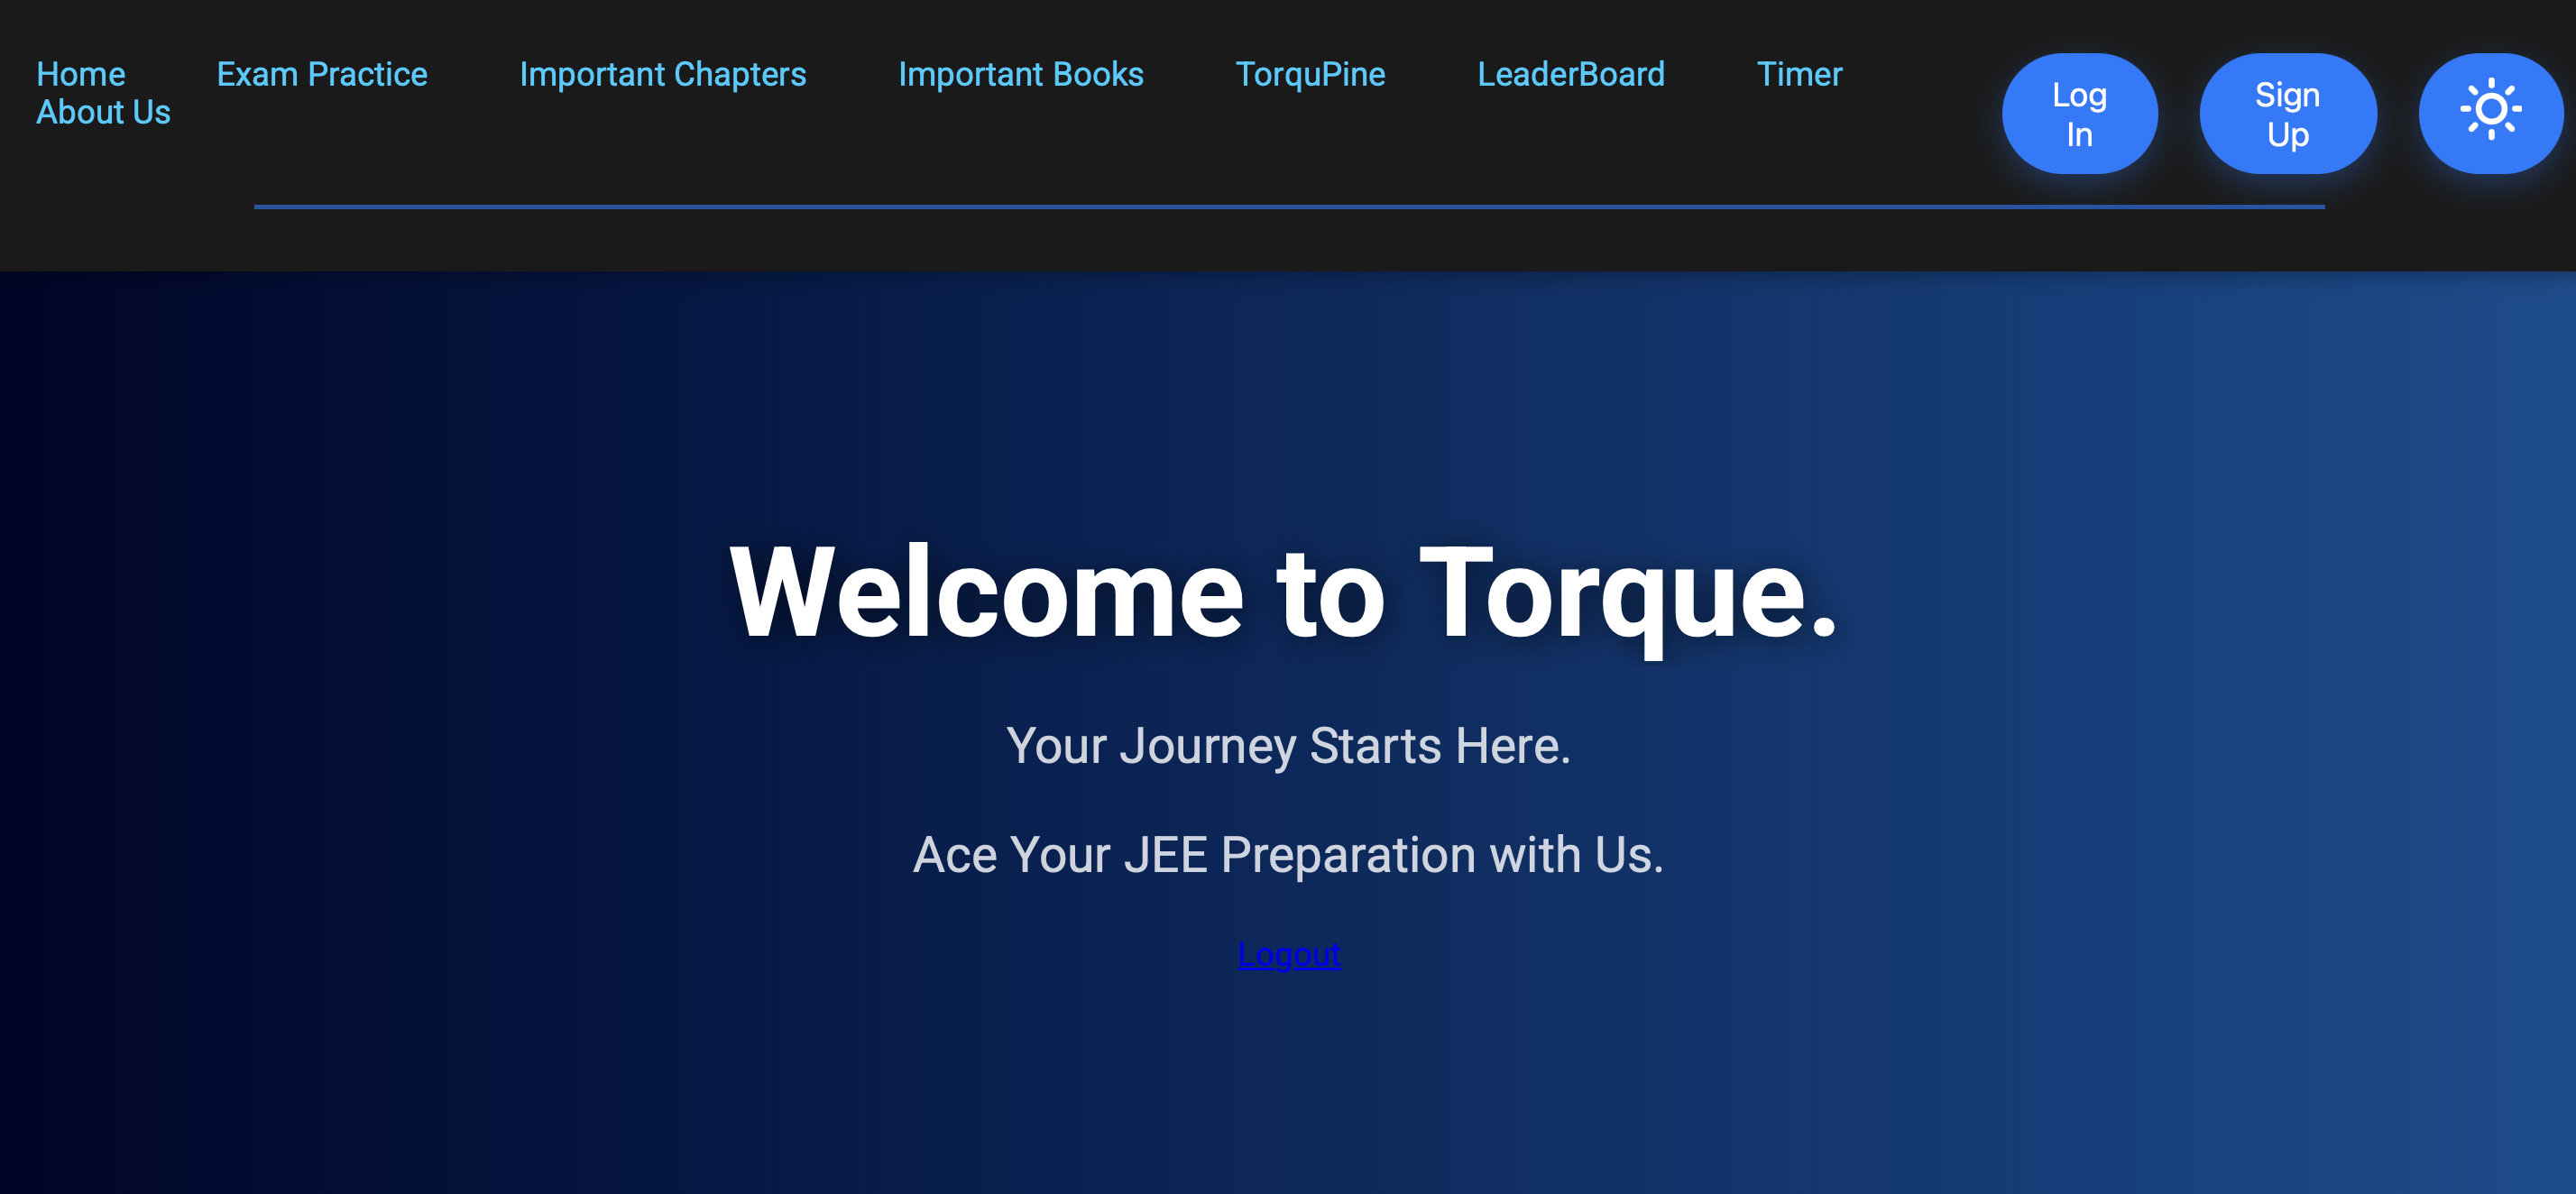 Home Exam Practice Important Chapters Important Books TorquPine LeaderBoard Timer
About Us
Log
In
Sign
Up
Welcome to Torque.
Your Journey Starts Here.
Ace Your JEE Preparation with Us.
Logout